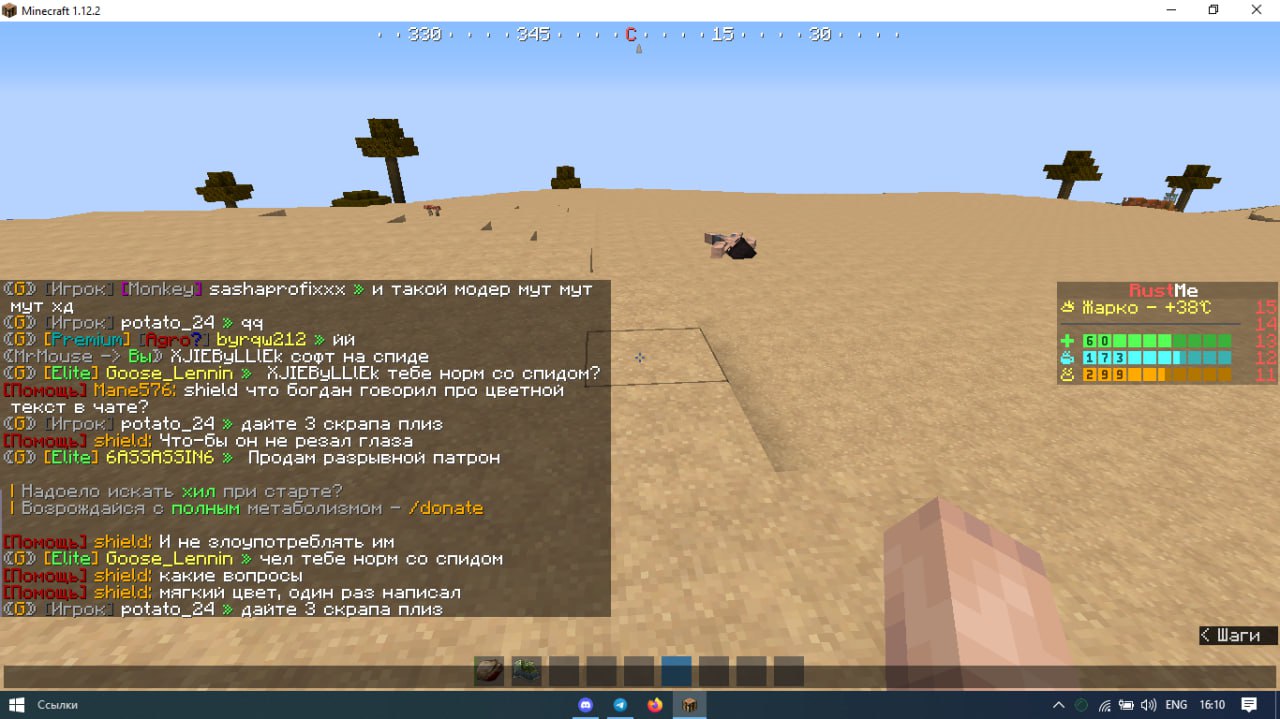 Minecraft 1.12.2
330 345 С 15 30
(G) [Игрок] [Monkey] sashaprofixxx » и такой модер мут мут
мут хд
(G) [Игрок] potato_24 » qq
(G) [Premium] [Agro?] byrqw212 » йй
(MrMouse -> Вы) XJIEByLLlEk софт на спиде
(G) [Elite] Goose_Lennin » XJIEByLLlEk тебе норм со спидом?
[Помощь] Mane576: shield что богдан говорил про цветной
текст в чате?
(G) [Игрок] potato_24 » дайте 3 скрапа плиз
[Помощь] shield: Что-бы он не резал глаза
(G) [Elite] 6ASSASSIN6 » Продам разрывной патрон
| Надоело искать хил при старте?
| Возрождайся с полным метаболизмом - /donate
[Помощь] shield: И не злоупотреблять им
(G) [Elite] Goose_Lennin » чел тебе норм со спидом
[Помощь] shield: какие вопросы
[Помощь] shield: мягкий цвет, один раз написал
(G) [Игрок] potato_24 » дайте 3 скрапа плиз
RustMe
Жарко - +38°C 15
14
60 13
173 12
299 11
< Шаги
Ссылки
ENG 16:10